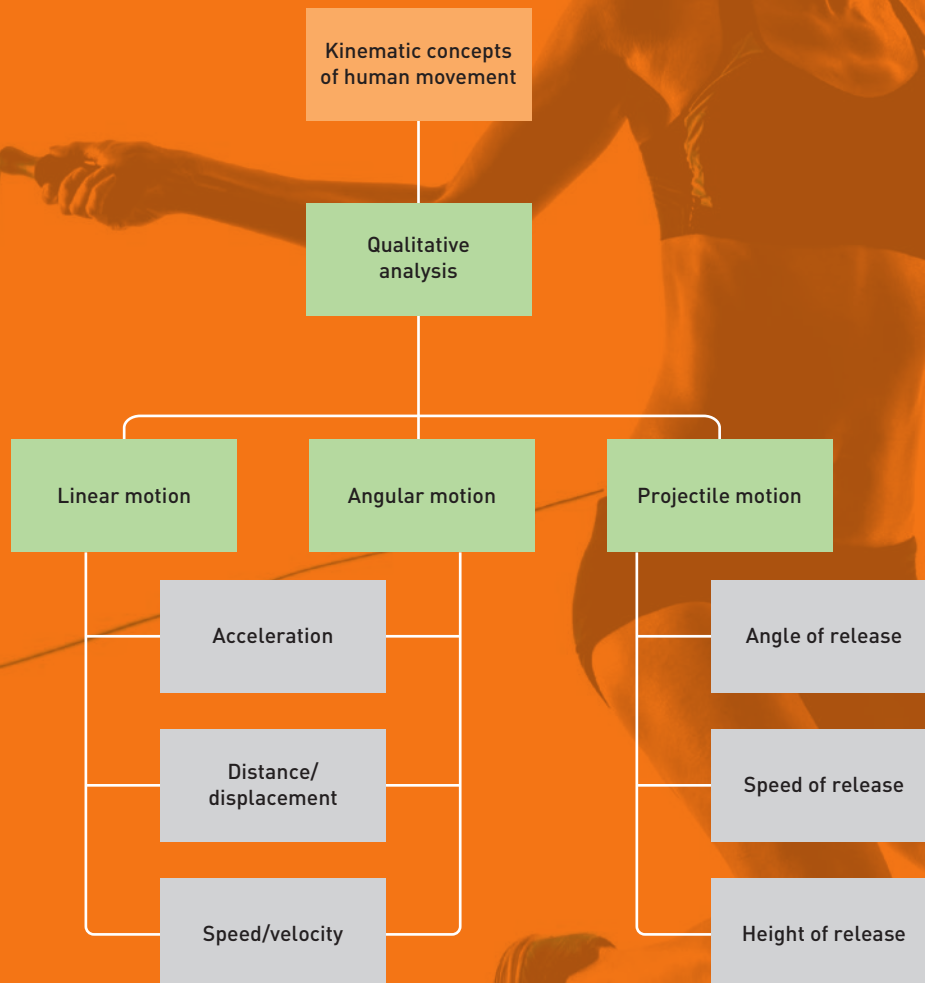 Kinematic concepts
of human movement
Qualitative
analysis
Linear motion
Angular motion
Projectile motion
Acceleration
Angle of release
Distance/
displacement
Speed of release
Speed/velocity
Height of release